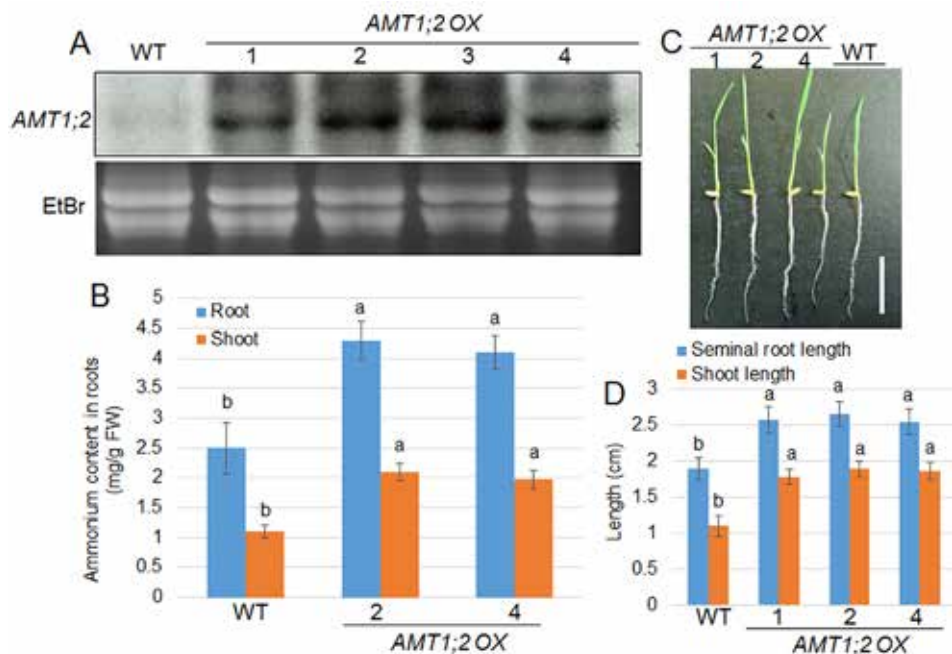 A
AMT1;2 OX
WT
1
2
3
4
AMT1;2
EtBr
B
Root
Shoot
Ammonium content in roots
(mg/g FW)
5
4.5
4
3.5
3
2.5
2
1.5
1
0.5
0
b
b
a
a
a
a
WT
2
4
AMT1;2 OX
C
AMT1;2 OX
WT
1
2
4
Seminal root length
Shoot length
D
Length (cm)
3
2.5
2
1.5
1
0.5
0
b
b
a
a
a
a
a
a
WT
1
2
4
AMT1;2 OX